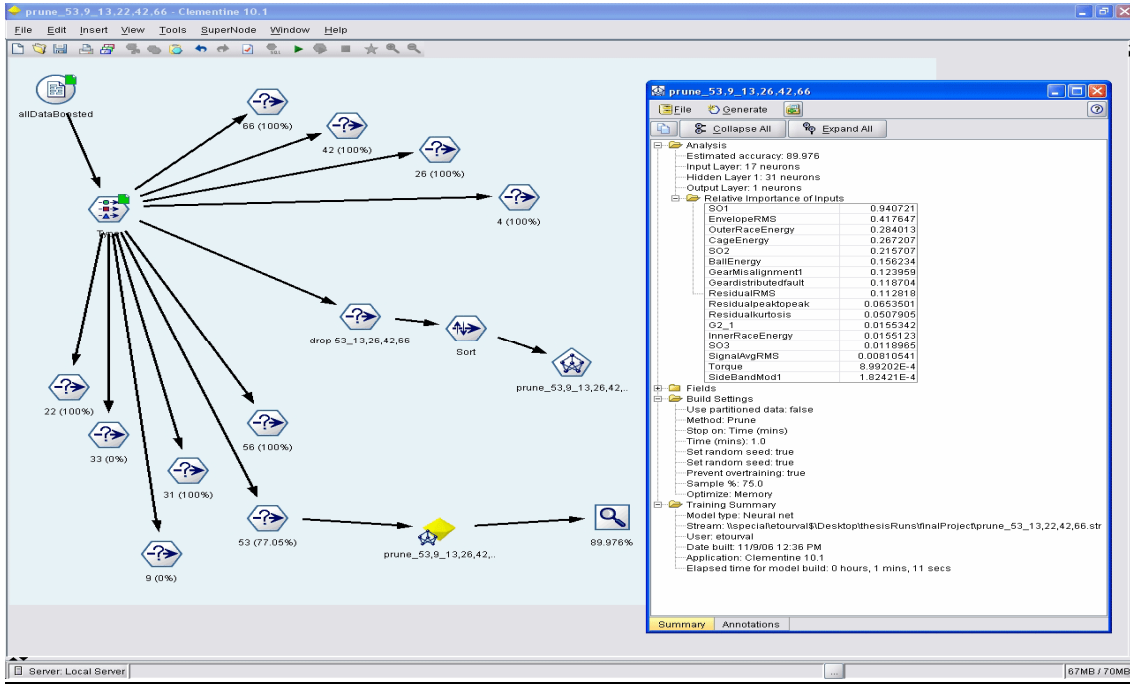 prune_53,9_13,22,42,66 - Clementine 10.1
File Edit Insert View Tools SuperNode Window Help
allDataBoosted
66 (100%)
42 (100%)
26 (100%)
4 (100%)
Type
drop 53_13,26,42,66
Sort
prune_53,9_13,26,42,..
22 (100%)
33 (0%)
56 (100%)
31 (100%)
53 (77.05%)
prune_53,9_13,26,42,..
89.976%
9 (0%)
prune_53,9_13,26,42,66
File Generate
Collapse All Expand All
Analysis
Estimated accuracy: 89.976
Input Layer: 17 neurons
Hidden Layer 1: 31 neurons
Output Layer: 1 neurons
Relative Importance of Inputs
SO1 0.940721
EnvelopeRMS 0.417647
OuterRaceEnergy 0.284013
CageEnergy 0.267207
SO2 0.215707
BallEnergy 0.156234
GearMisalignment1 0.123959
Geardistributedfault 0.118704
ResidualRMS 0.112818
Residualpeaktopeak 0.0653501
Residualkurtosis 0.0507905
G2_1 0.0155342
InnerRaceEnergy 0.0155123
SO3 0.0118965
SignalAvgRMS 0.00810541
Torque 8.99202E-4
SideBandMod1 1.82421E-4
Fields
Build Settings
Use partitioned data: false
Method: Prune
Stop on: Time (mins)
Time (mins): 1.0
Set random seed: true
Set random seed: true
Prevent overtraining: true
Sample %: 75.0
Optimize: Memory
Training Summary
Model type: Neural net
Stream: \\special\etourval$\Desktop\thesisRuns\finalProject\prune_53_13,22,42,66.str
User: etourval
Date built: 11/9/06 12:36 PM
Application: Clementine 10.1
Elapsed time for model build: 0 hours, 1 mins, 11 secs
Summary Annotations
Server: Local Server
...
67MB / 70MB